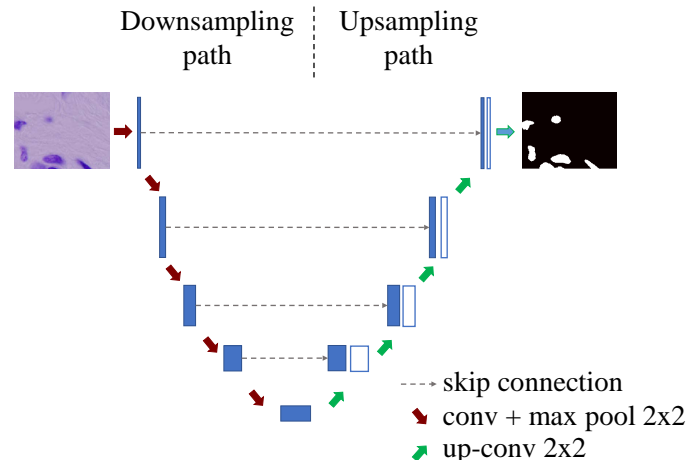 Downsampling
path
Upsampling
path
skip connection
conv + max pool 2x2
up-conv 2x2